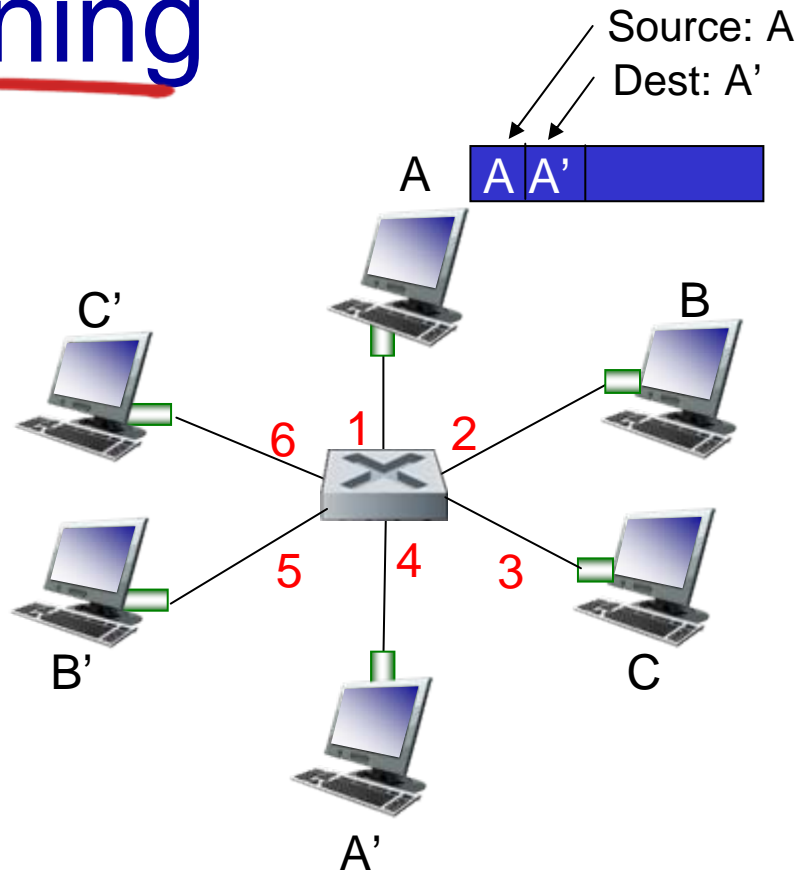 ning
Source: A
Dest: A’
A
A A’
C’
B
6 1 2
5 4 3
B’
C
A’